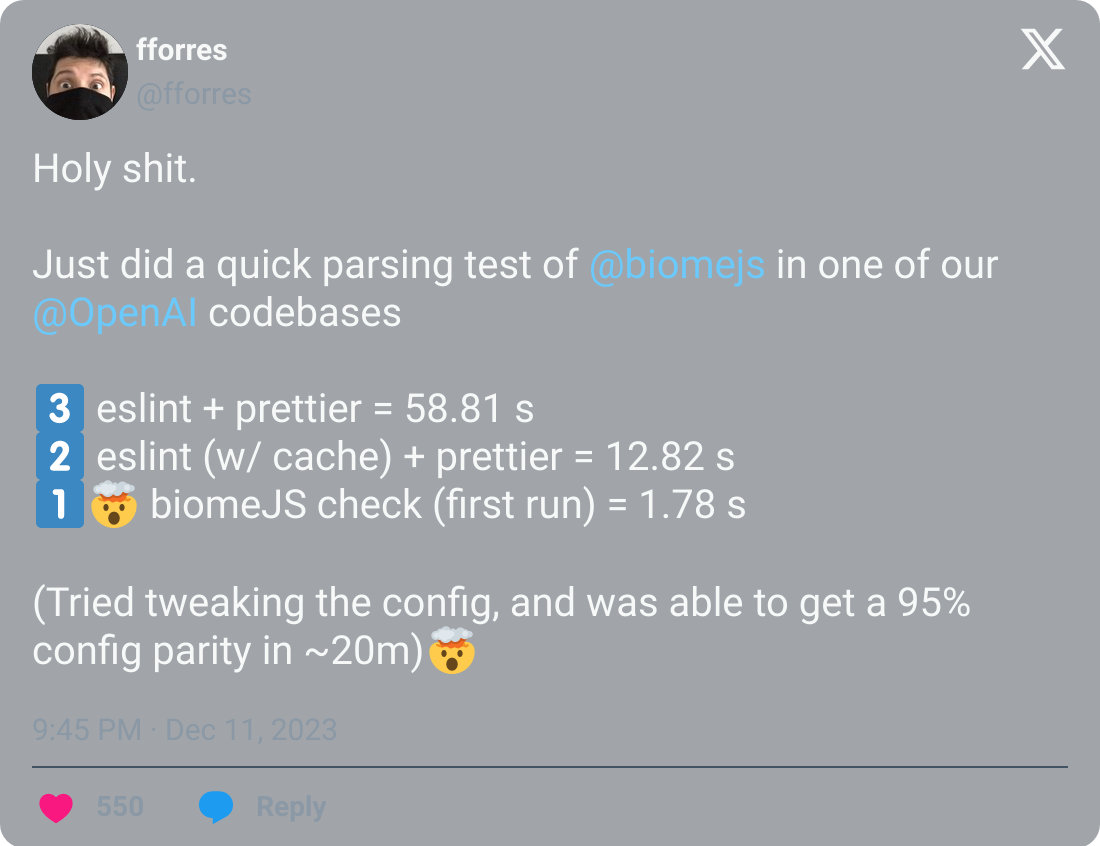 fforres
@fforres
Holy shit.
Just did a quick parsing test of @biomejs in one of our
@OpenAI codebases
3️⃣ eslint + prettier = 58.81 s
2️⃣ eslint (w/ cache) + prettier = 12.82 s
1️⃣🤯 biomeJS check (first run) = 1.78 s
(Tried tweaking the config, and was able to get a 95%
config parity in ~20m)🤯
9:45 PM · Dec 11, 2023
550 Reply